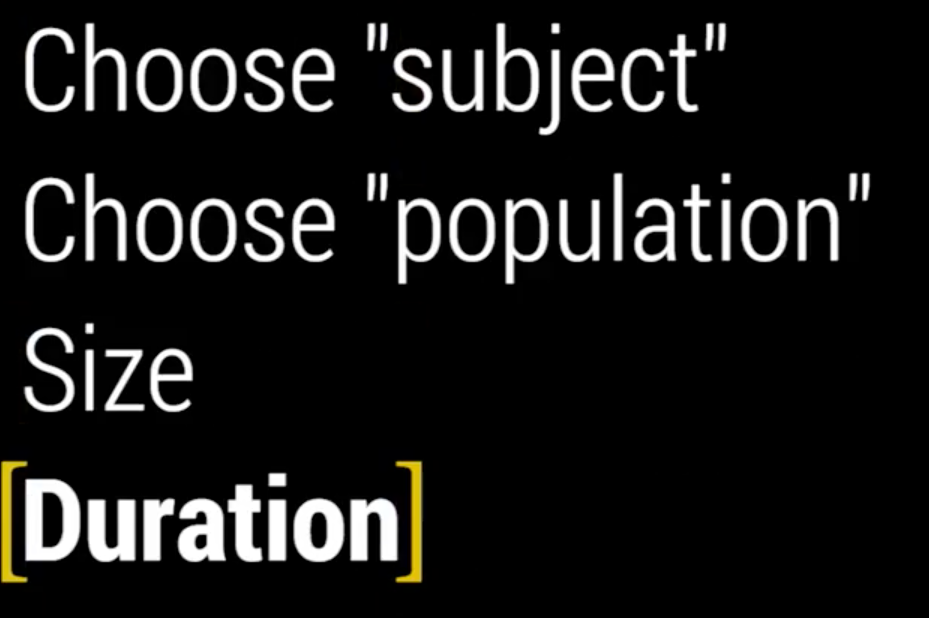 Choose "subject"
Choose "population"
Size
[Duration]